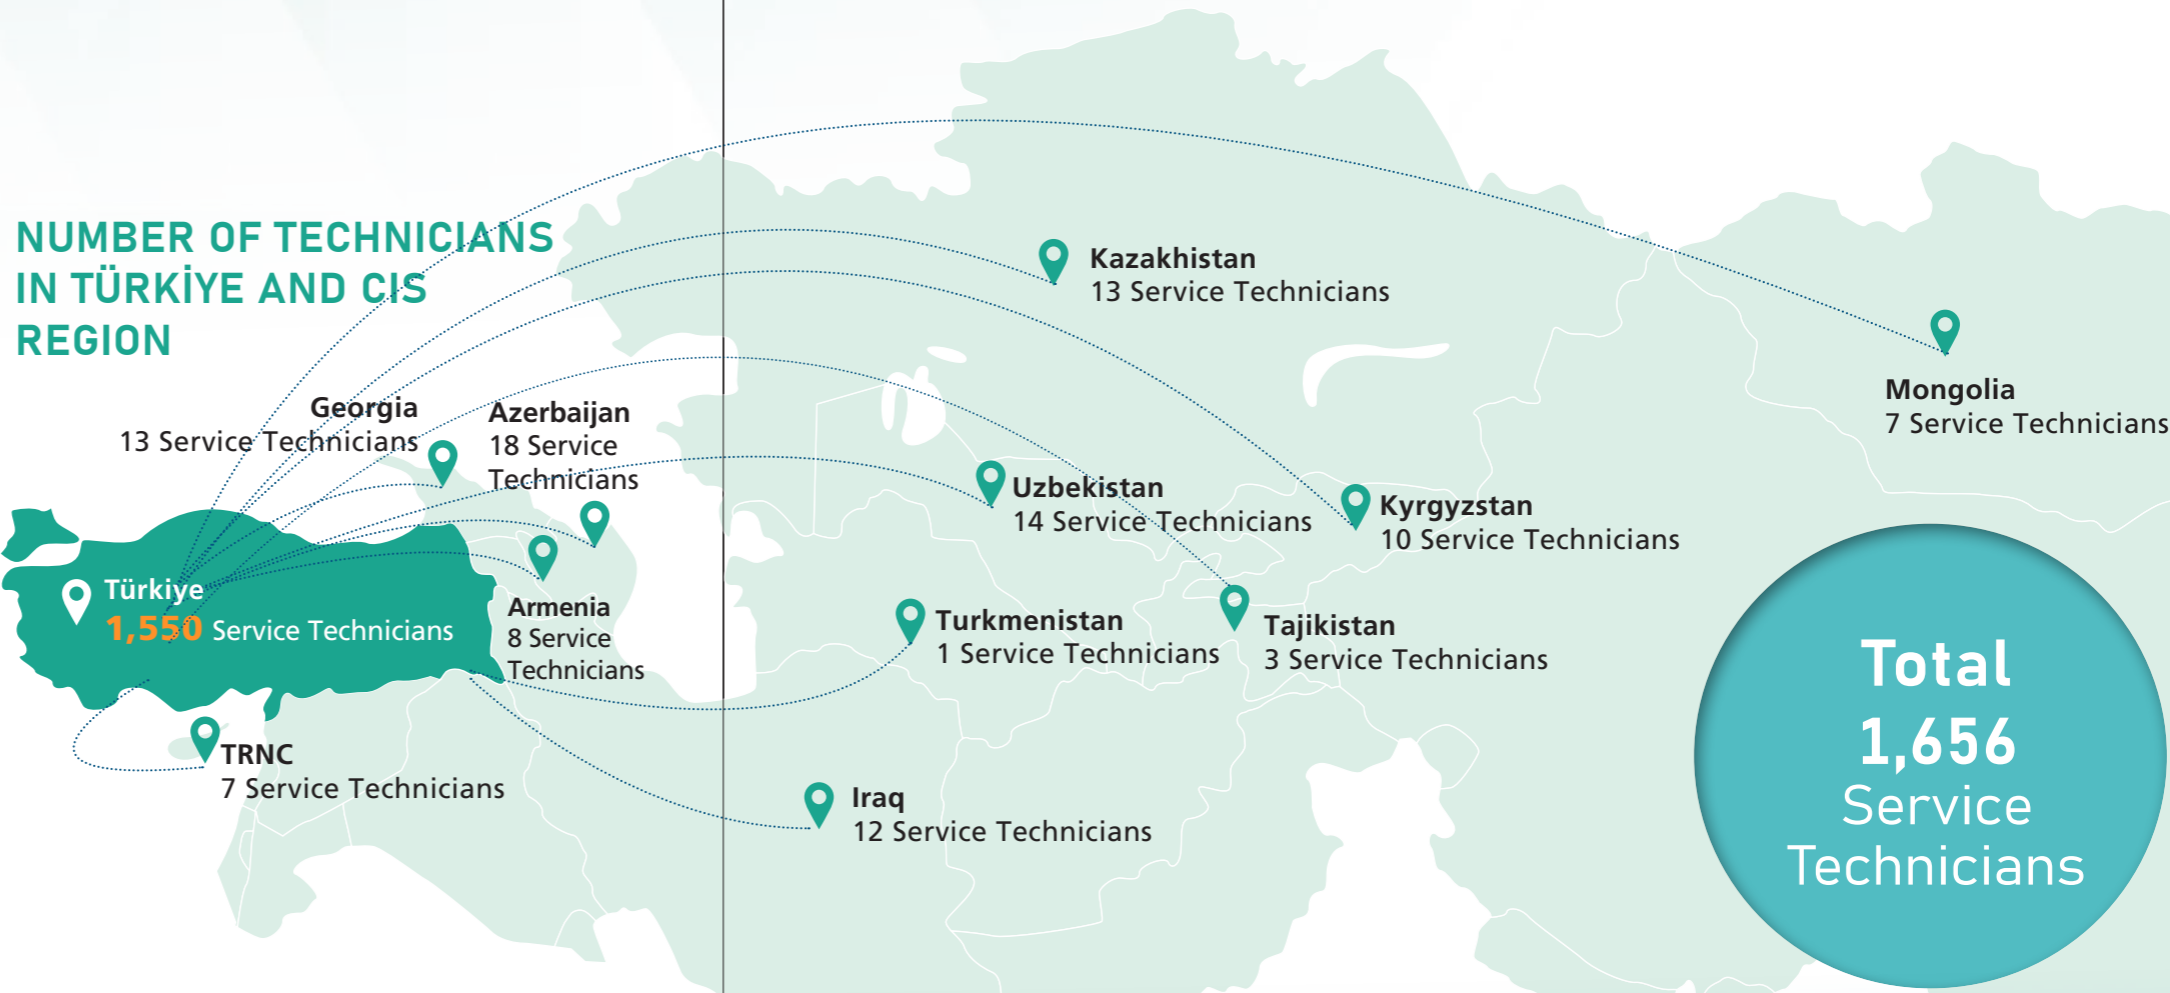 NUMBER OF TECHNICIANS
IN TÜRKİYE AND CIS
REGION
Kazakhistan
13 Service Technicians
Mongolia
7 Service Technicians
Georgia
13 Service Technicians
Azerbaijan
18 Service
Technicians
Uzbekistan
14 Service Technicians
Kyrgyzstan
10 Service Technicians
Türkiye
1,550 Service Technicians
Armenia
8 Service
Technicians
Turkmenistan
1 Service Technicians
Tajikistan
3 Service Technicians
TRNC
7 Service Technicians
Iraq
12 Service Technicians
Total
1,656
Service
Technicians